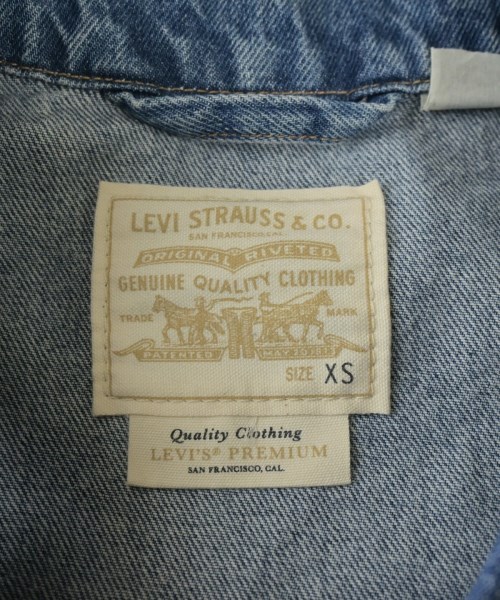 LEVI STRAUSS & CO.
SAN FRANCISCO, CAL.
ORIGINAL RIVETED
GENUINE QUALITY CLOTHING
TRADE MARK
PATENTED MAY 20 1873
SIZE XS
Quality Clothing
LEVI'S® PREMIUM
SAN FRANCISCO, CAL.